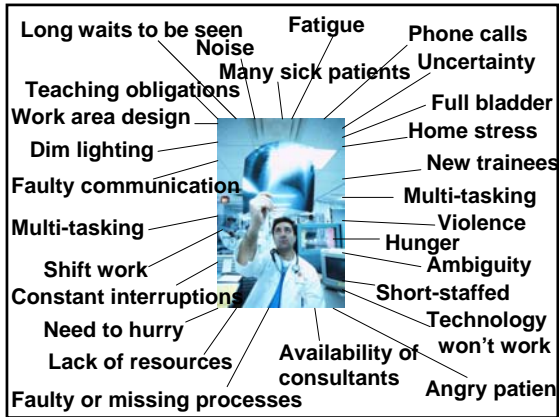 Long waits to be seen
Noise
Fatigue
Phone calls
Uncertainty
Many sick patients
Teaching obligations
Full bladder
Work area design
Home stress
Dim lighting
New trainees
Faulty communication
Multi-tasking
Multi-tasking
Violence
Hunger
Shift work
Ambiguity
Constant interruptions
Short-staffed
Need to hurry
Technology
won't work
Lack of resources
Availability of
consultants
Faulty or missing processes
Angry patien